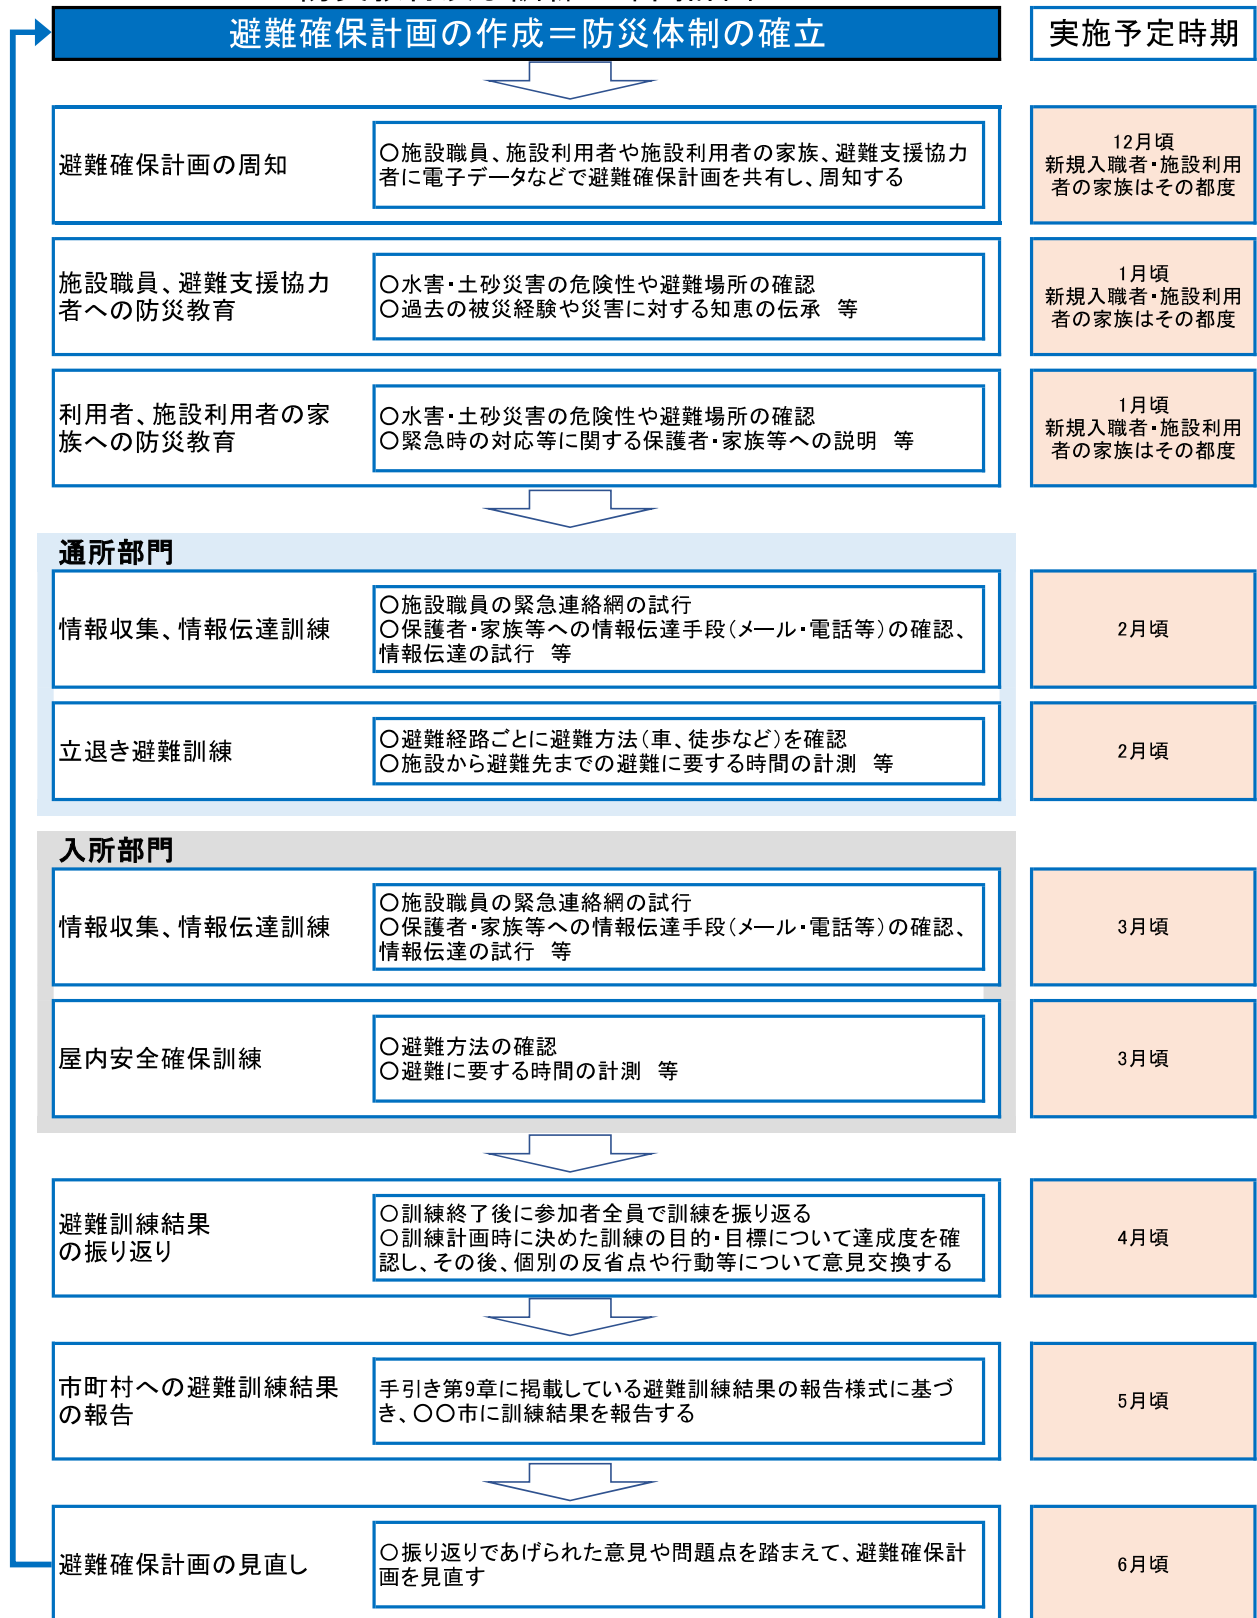 避難確保計画の作成＝防災体制の確立
実施予定時期
避難確保計画の周知
○施設職員、施設利用者や施設利用者の家族、避難支援協力
者に電子データなどで避難確保計画を共有し、周知する
12月頃
新規入職者・施設利用
者の家族はその都度
施設職員、避難支援協力
者への防災教育
○水害・土砂災害の危険性や避難場所の確認
○過去の被災経験や災害に対する知恵の伝承　等
1月頃
新規入職者・施設利用
者の家族はその都度
利用者、施設利用者の家
族への防災教育
○水害・土砂災害の危険性や避難場所の確認
○緊急時の対応等に関する保護者・家族等への説明　等
1月頃
新規入職者・施設利用
者の家族はその都度
通所部門
情報収集、情報伝達訓練
○施設職員の緊急連絡網の試行
○保護者・家族等への情報伝達手段（メール・電話等）の確認、
情報伝達の試行　等
2月頃
立退き避難訓練
○避難経路ごとに避難方法（車、徒歩など）を確認
○施設から避難先までの避難に要する時間の計測　等
2月頃
入所部門
情報収集、情報伝達訓練
○施設職員の緊急連絡網の試行
○保護者・家族等への情報伝達手段（メール・電話等）の確認、
情報伝達の試行　等
3月頃
屋内安全確保訓練
○避難方法の確認
○避難に要する時間の計測　等
3月頃
避難訓練結果
の振り返り
○訓練終了後に参加者全員で訓練を振り返る
○訓練計画時に決めた訓練の目的・目標について達成度を確
認し、その後、個別の反省点や行動等について意見交換する
4月頃
市町村への避難訓練結果
の報告
手引き第9章に掲載している避難訓練結果の報告様式に基づ
き、○○市に訓練結果を報告する
5月頃
避難確保計画の見直し
○振り返りであげられた意見や問題点を踏まえて、避難確保計
画を見直す
6月頃